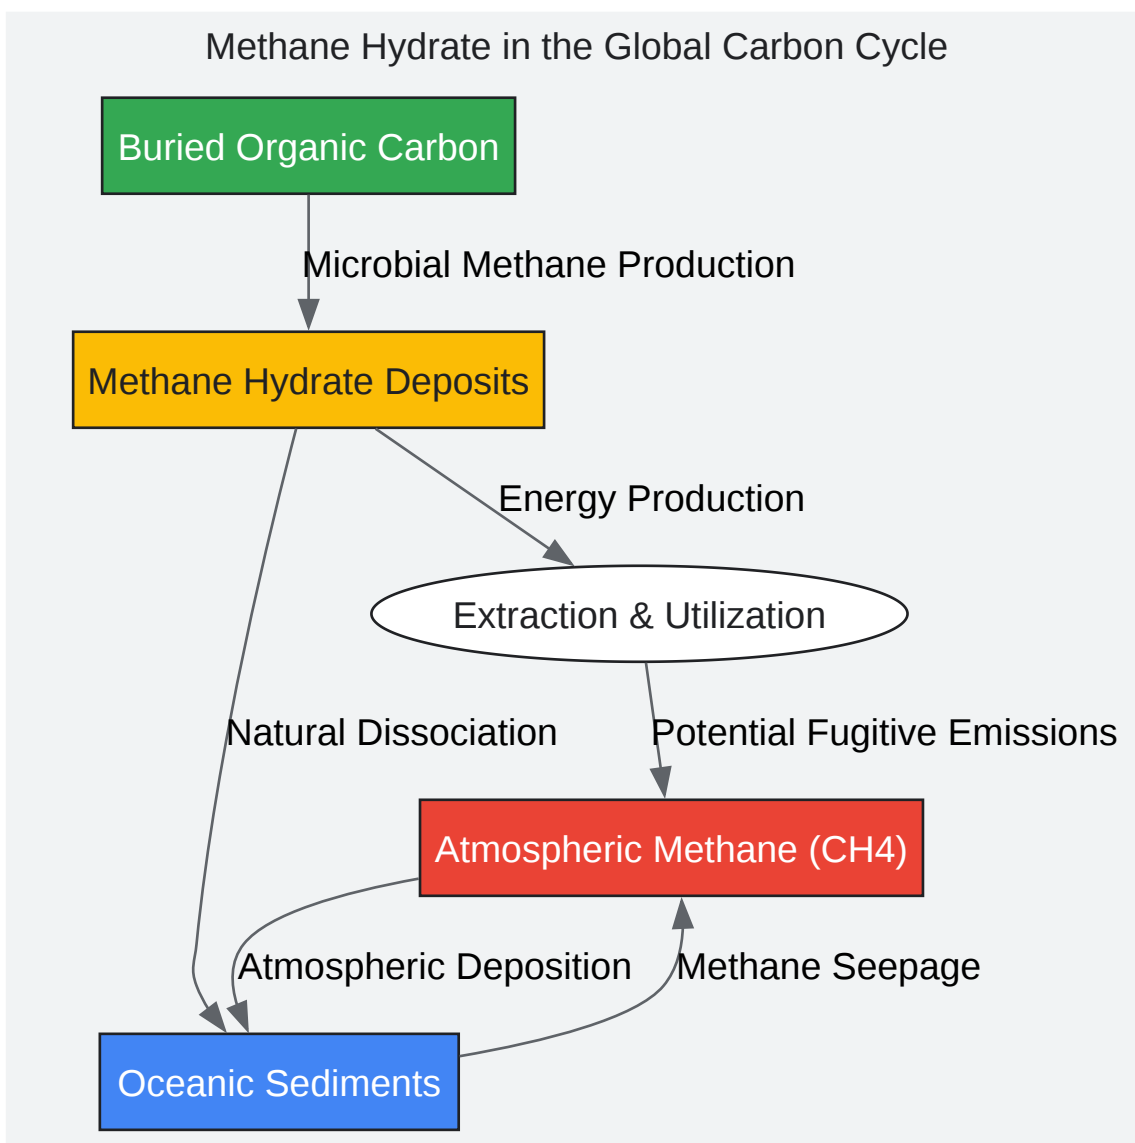 Methane Hydrate in the Global Carbon Cycle
Buried Organic Carbon
Microbial Methane Production
Methane Hydrate Deposits
Energy Production
Extraction & Utilization
Natural Dissociation
Potential Fugitive Emissions
Atmospheric Methane (CH4)
Atmospheric Deposition
Methane Seepage
Oceanic Sediments